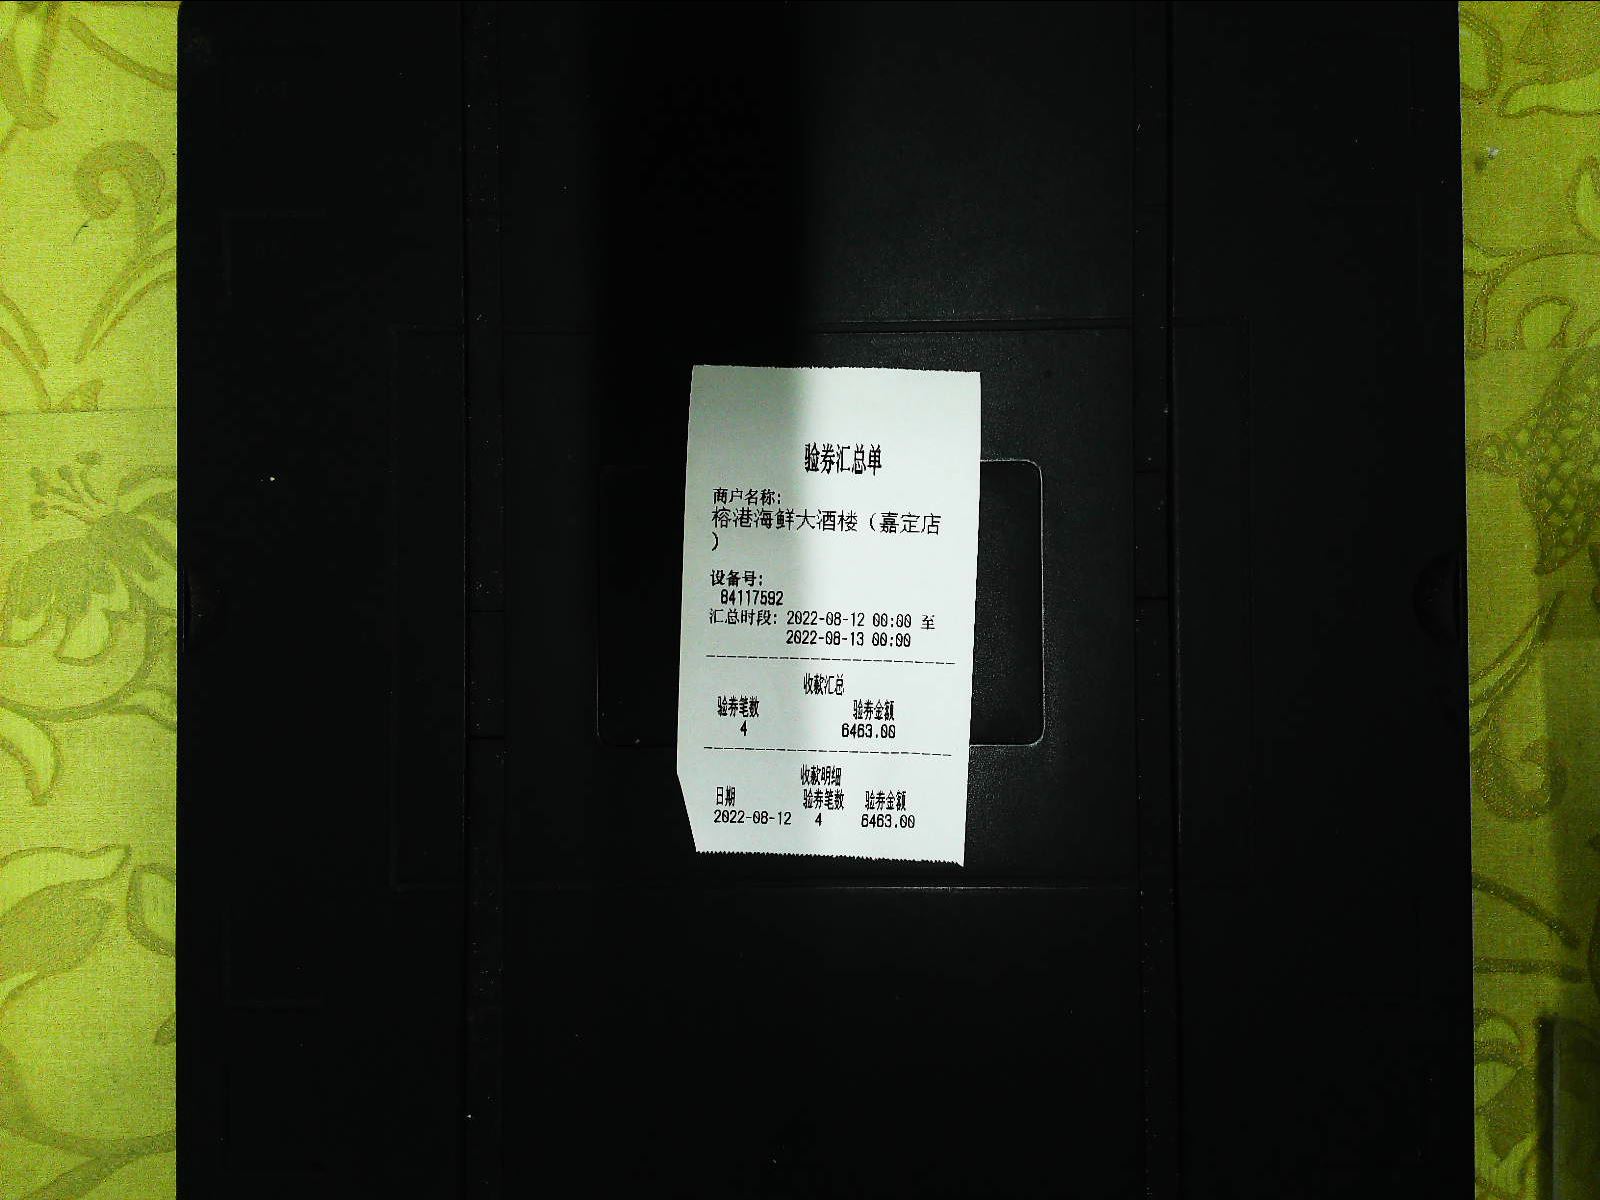 验券汇总单
商户名称:
榕港海鲜大酒楼（嘉定店
）
设备号:
84117592
汇总时段: 2022-08-12 00:00 至
2022-08-13 00:00
收款汇总
验券笔数 验券金额
4 6463.00
收款明细
日期 验券笔数 验券金额
2022-08-12 4 6463.00